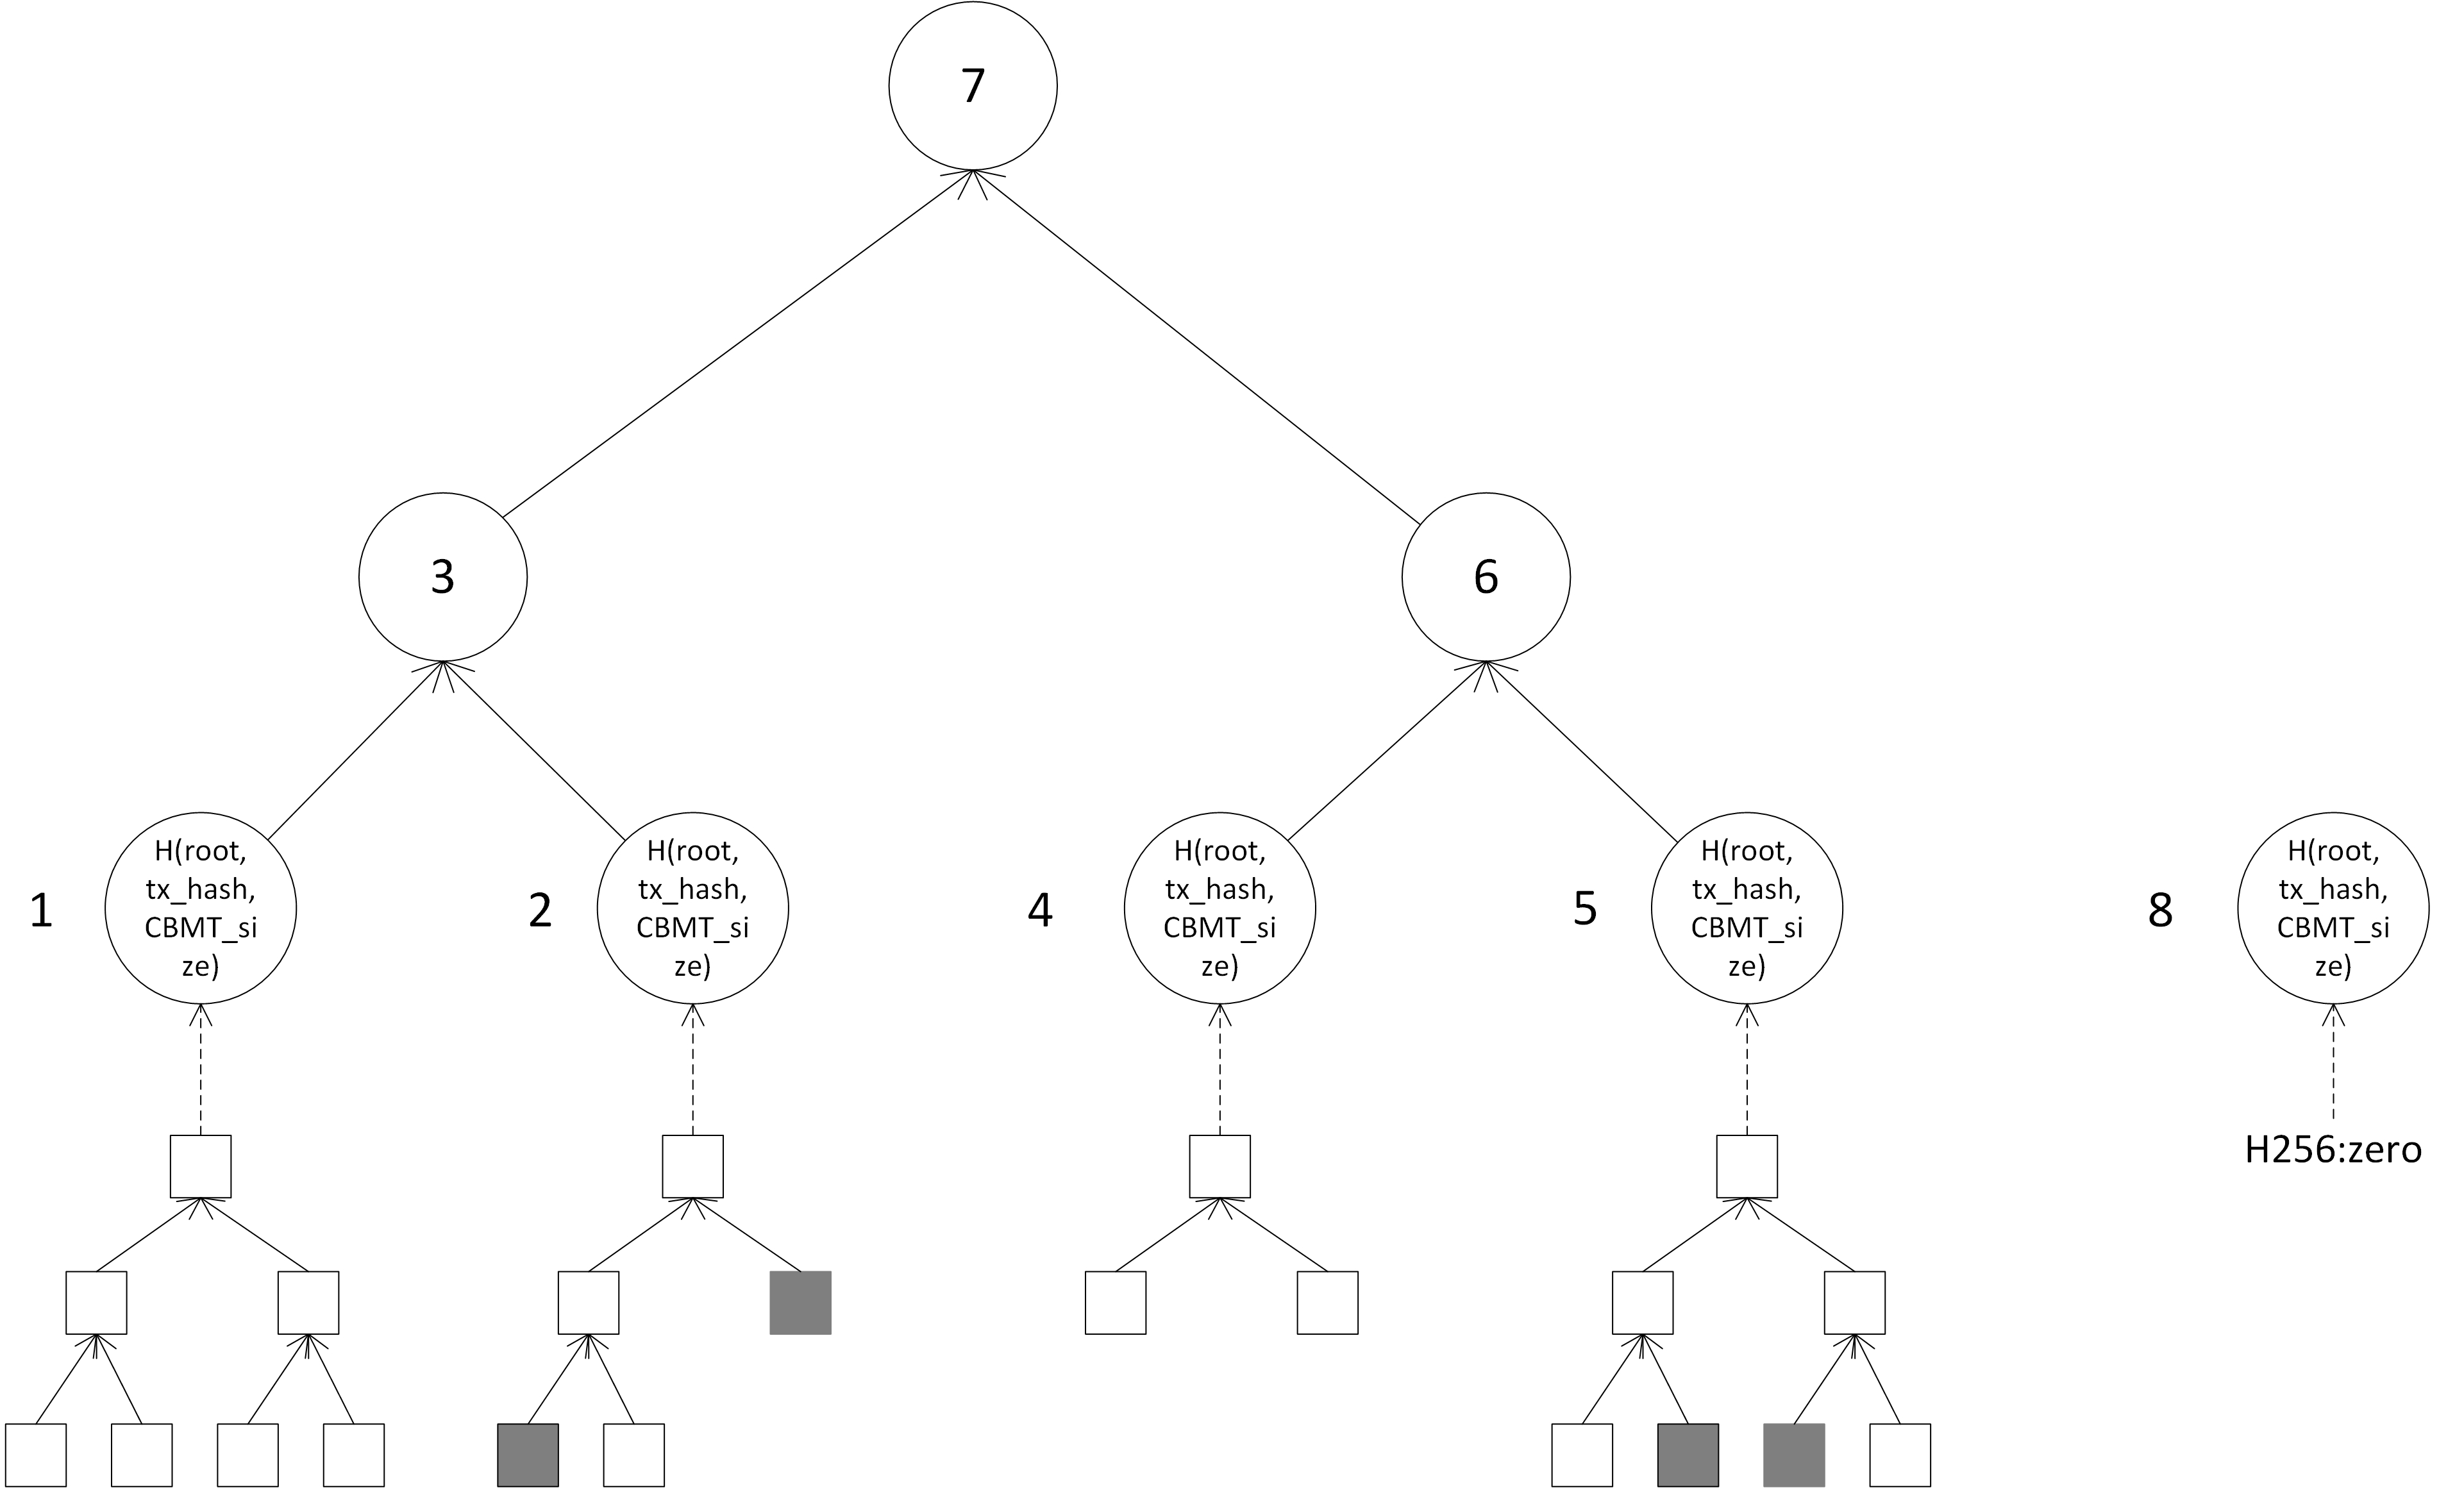 7
3
6
1
H(root,
tx_hash,
CBMT_si
ze)
2
H(root,
tx_hash,
CBMT_si
ze)
4
H(root,
tx_hash,
CBMT_si
ze)
5
H(root,
tx_hash,
CBMT_si
ze)
8
H(root,
tx_hash,
CBMT_si
ze)
H256:zero